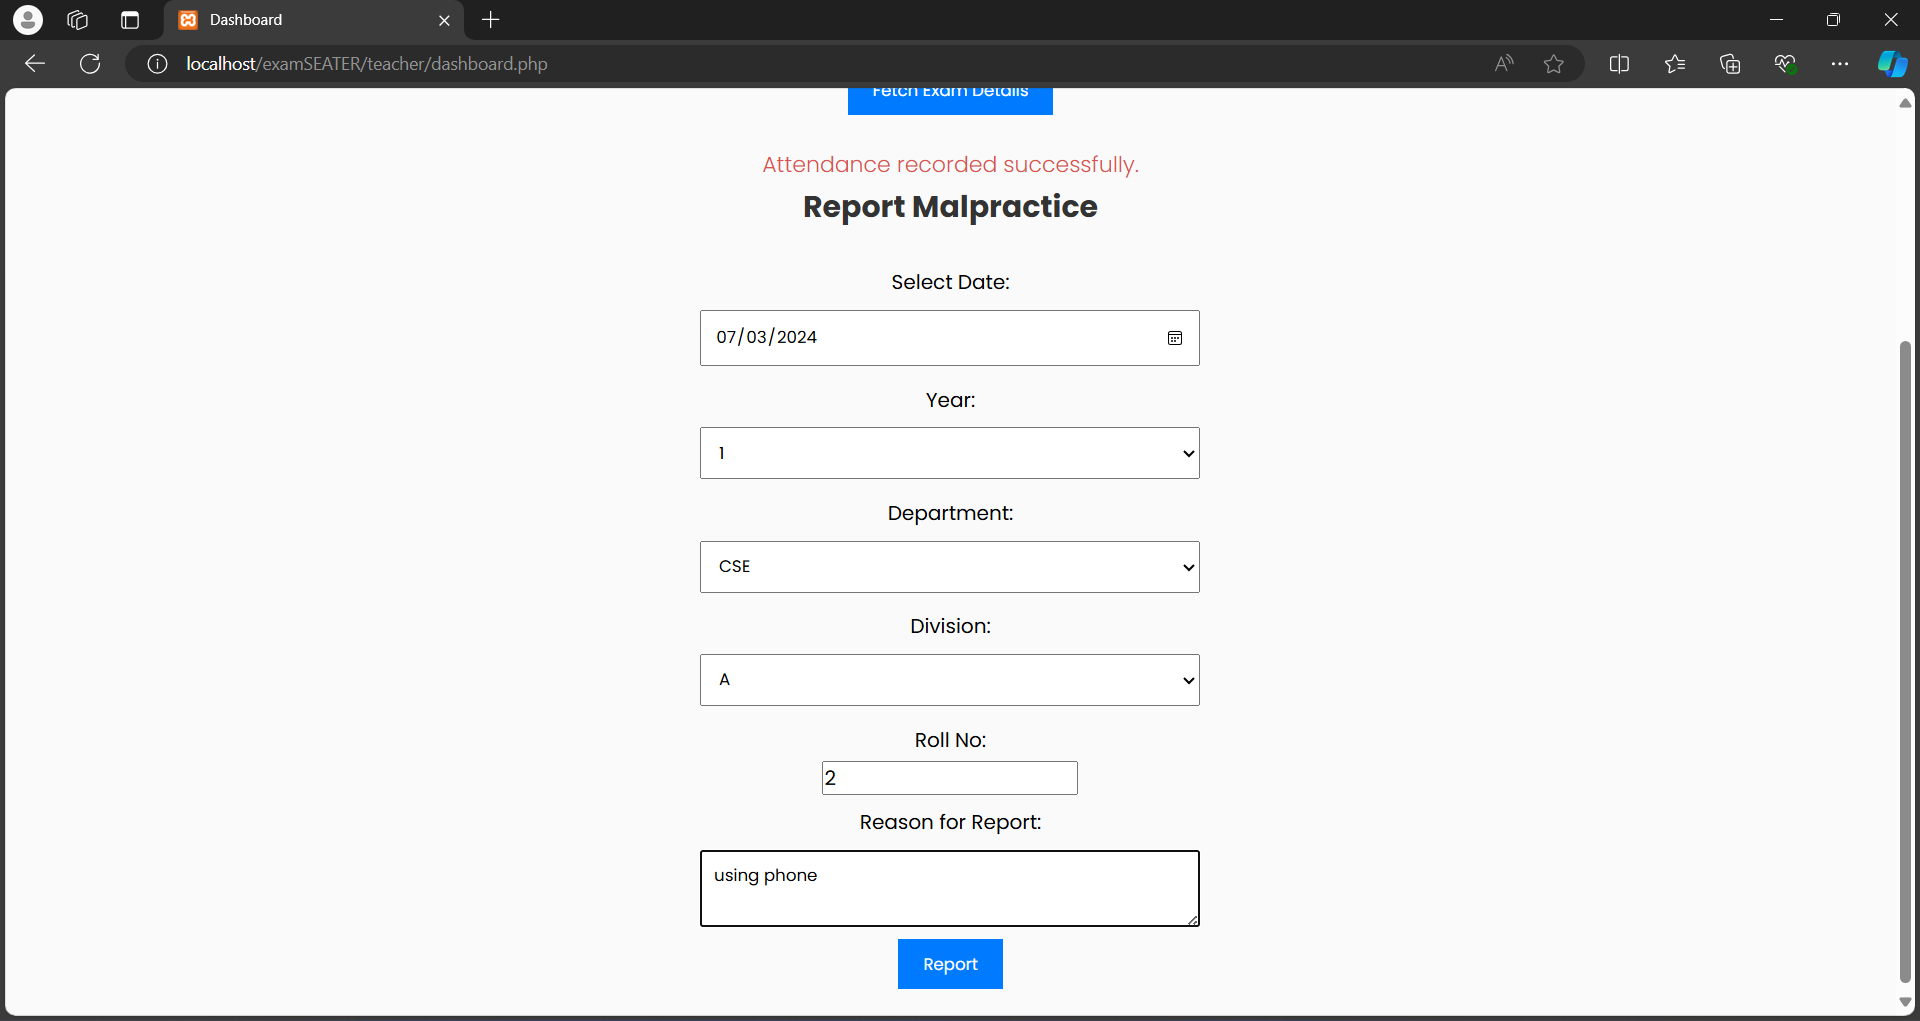 Dashboard
localhost/examSEATER/teacher/dashboard.php
Fetch Exam Details
Attendance recorded successfully.
Report Malpractice
Select Date:
07/03/2024
Year:
1
Department:
CSE
Division:
A
Roll No:
2
Reason for Report:
using phone
Report